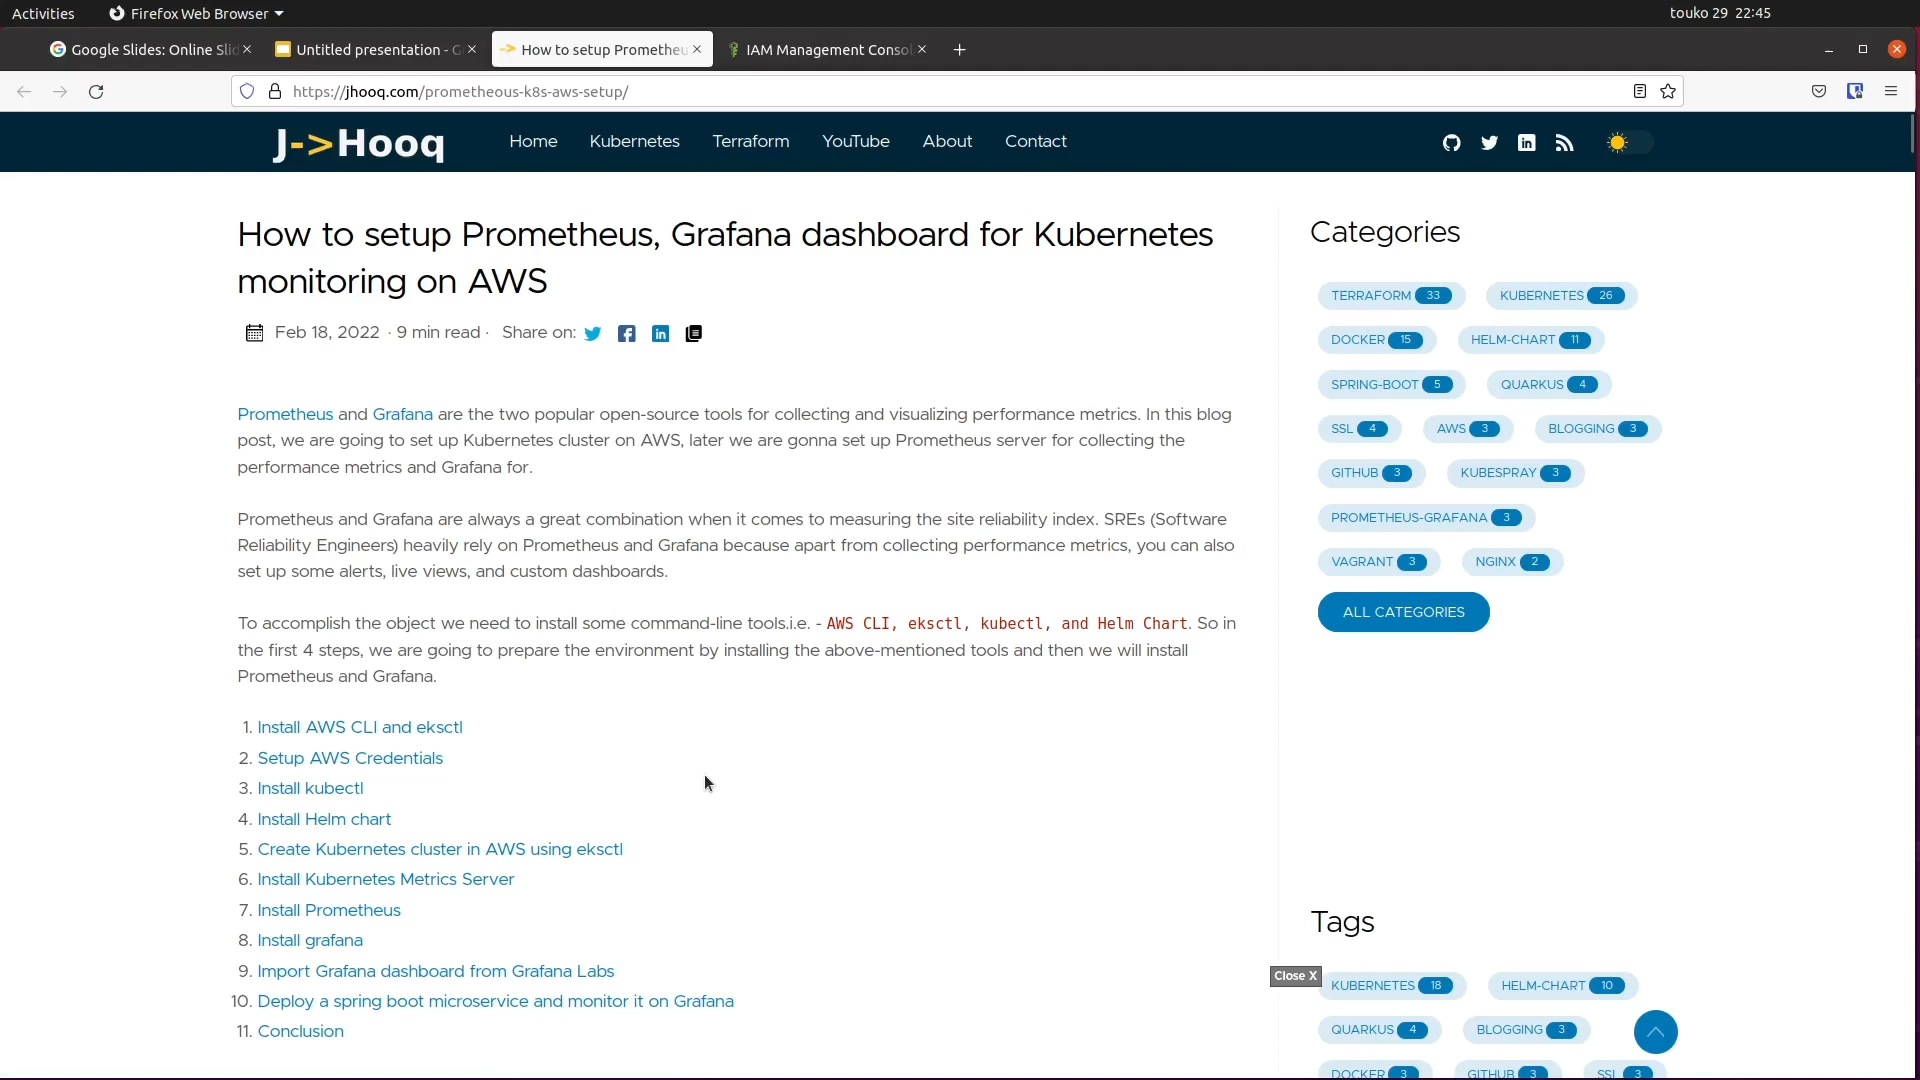 Activities Firefox Web Browser touko 29 22:45
Google Slides: Online Sli Untitled presentation - G How to setup Prometheu IAM Management Consol
https://jhooq.com/prometheous-k8s-aws-setup/
J->Hooq Home Kubernetes Terraform YouTube About Contact
How to setup Prometheus, Grafana dashboard for Kubernetes
monitoring on AWS
Feb 18, 2022 · 9 min read · Share on:
Prometheus and Grafana are the two popular open-source tools for collecting and visualizing performance metrics. In this blog
post, we are going to set up Kubernetes cluster on AWS, later we are gonna set up Prometheus server for collecting the
performance metrics and Grafana for.
Prometheus and Grafana are always a great combination when it comes to measuring the site reliability index. SREs (Software
Reliability Engineers) heavily rely on Prometheus and Grafana because apart from collecting performance metrics, you can also
set up some alerts, live views, and custom dashboards.
To accomplish the object we need to install some command-line tools.i.e. - AWS CLI, eksctl, kubectl, and Helm Chart. So in
the first 4 steps, we are going to prepare the environment by installing the above-mentioned tools and then we will install
Prometheus and Grafana.
1. Install AWS CLI and eksctl
2. Setup AWS Credentials
3. Install kubectl
4. Install Helm chart
5. Create Kubernetes cluster in AWS using eksctl
6. Install Kubernetes Metrics Server
7. Install Prometheus
8. Install grafana
9. Import Grafana dashboard from Grafana Labs
10. Deploy a spring boot microservice and monitor it on Grafana
11. Conclusion
Categories
TERRAFORM 33 KUBERNETES 26
DOCKER 15 HELM-CHART 11
SPRING-BOOT 5 QUARKUS 4
SSL 4 AWS 3 BLOGGING 3
GITHUB 3 KUBESPRAY 3
PROMETHEUS-GRAFANA 3
VAGRANT 3 NGINX 2
ALL CATEGORIES
Tags
Close X
KUBERNETES 18 HELM-CHART 10
QUARKUS 4 BLOGGING 3
DOCKER 3 GITHUB 3 SSL 3